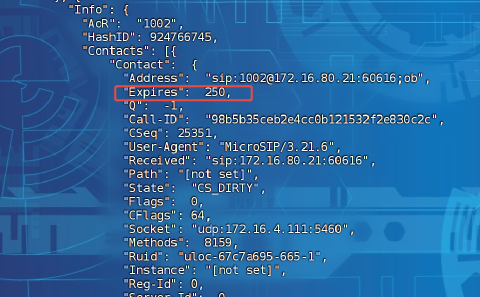 "Info": {
"AoR": "1002",
"HashID": 924766745,
"Contacts": [{
"Contact": {
"Address": "sip:1002@172.16.80.21:60616;ob",
"Expires": 250,
"Q": -1,
"Call-ID": "98b5b35ceb2e4cc0b121532f2e830c2c",
"CSeq": 25351,
"User-Agent": "MicroSIP/3.21.6",
"Received": "sip:172.16.80.21:60616",
"Path": "[not set]",
"State": "CS_DIRTY",
"Flags": 0,
"CFlags": 64,
"Socket": "udp:172.16.4.111:5460",
"Methods": 8159,
"Ruid": "uloc-67c7a695-665-1",
"Instance": "[not set]",
"Reg-Id": 0,
"Server-Id": 0